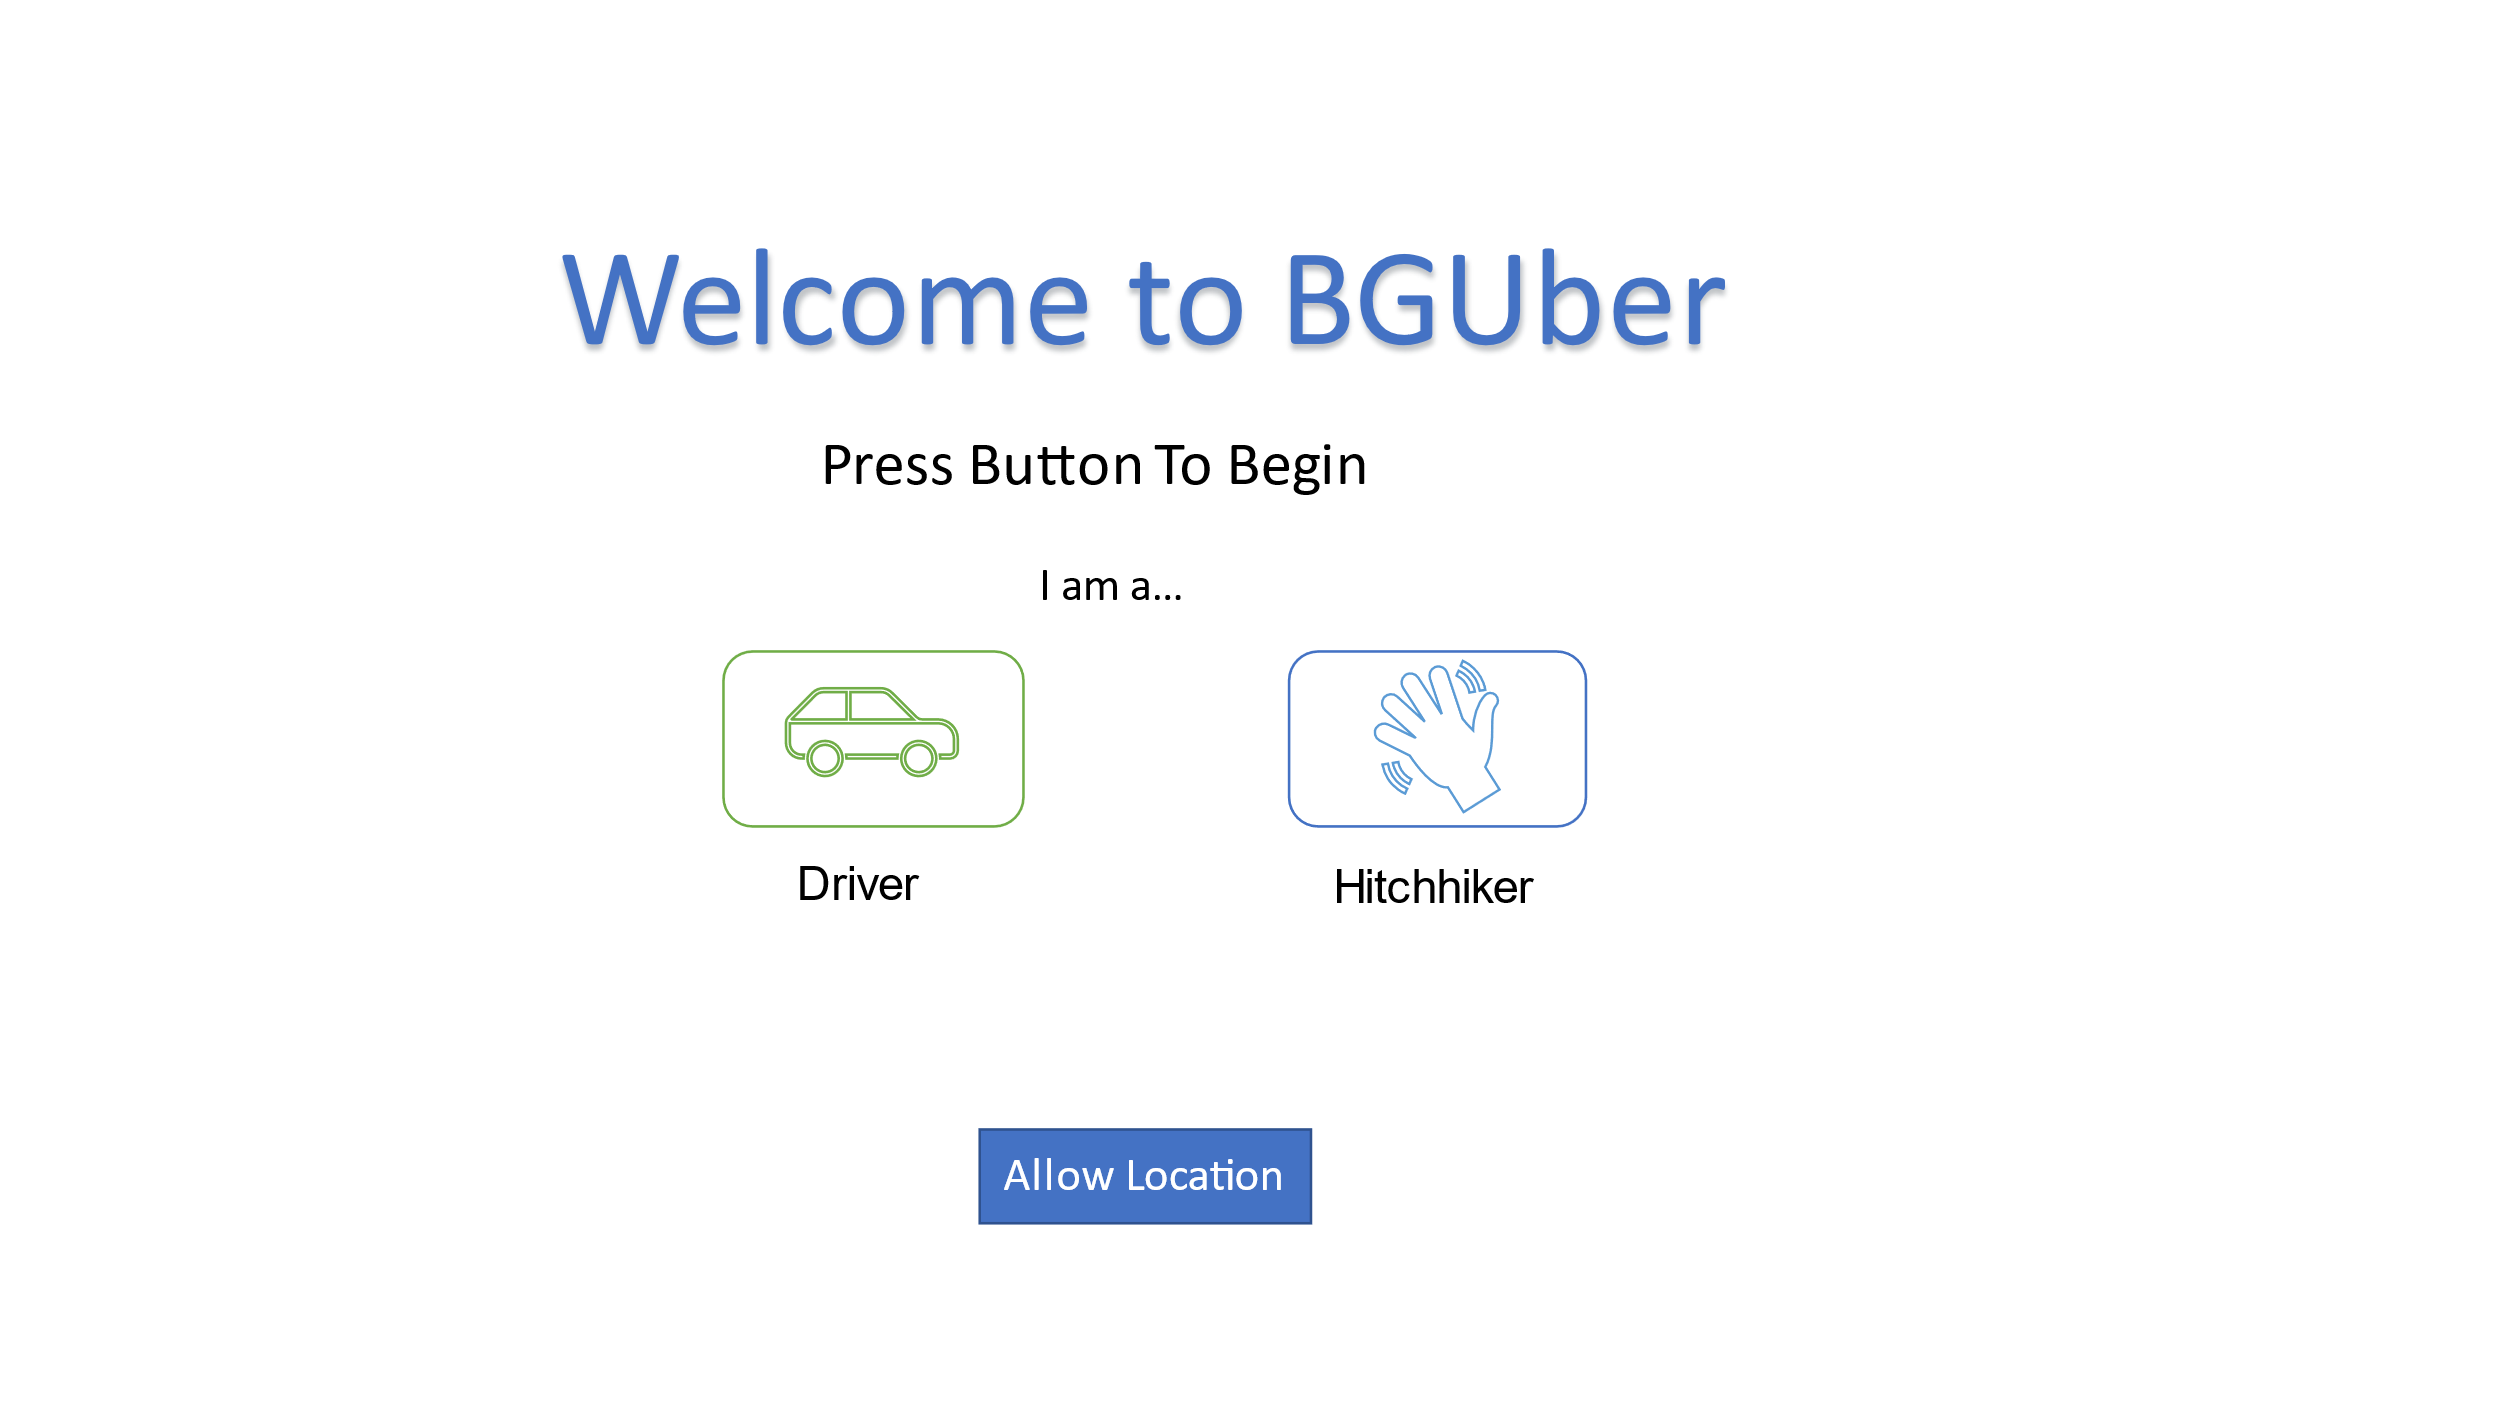 Welcome to BGUber
Press Button To Begin
I am a...
Driver
Hitchhiker
Allow Location